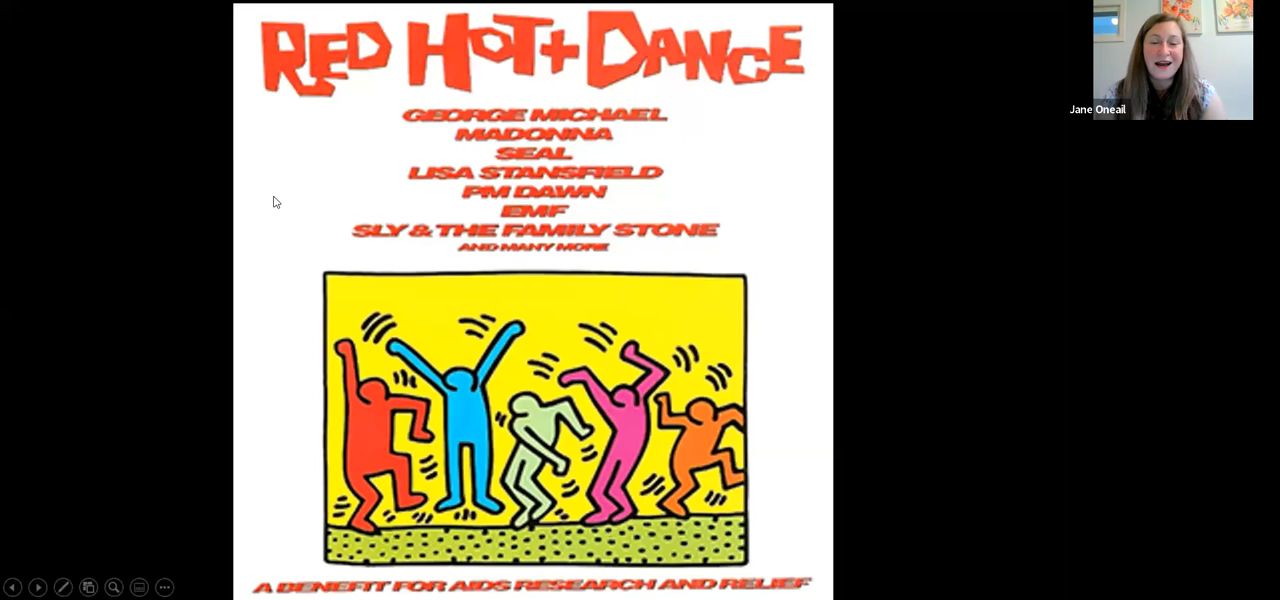 RED HOT + DANCE
GEORGE MICHAEL
MADONNA
SEAL
LISA STANSFIELD
PM DAWN
EMF
SLY & THE FAMILY STONE
AND MANY MORE
A BENEFIT FOR AIDS RESEARCH AND RELIEF
Jane Oneail